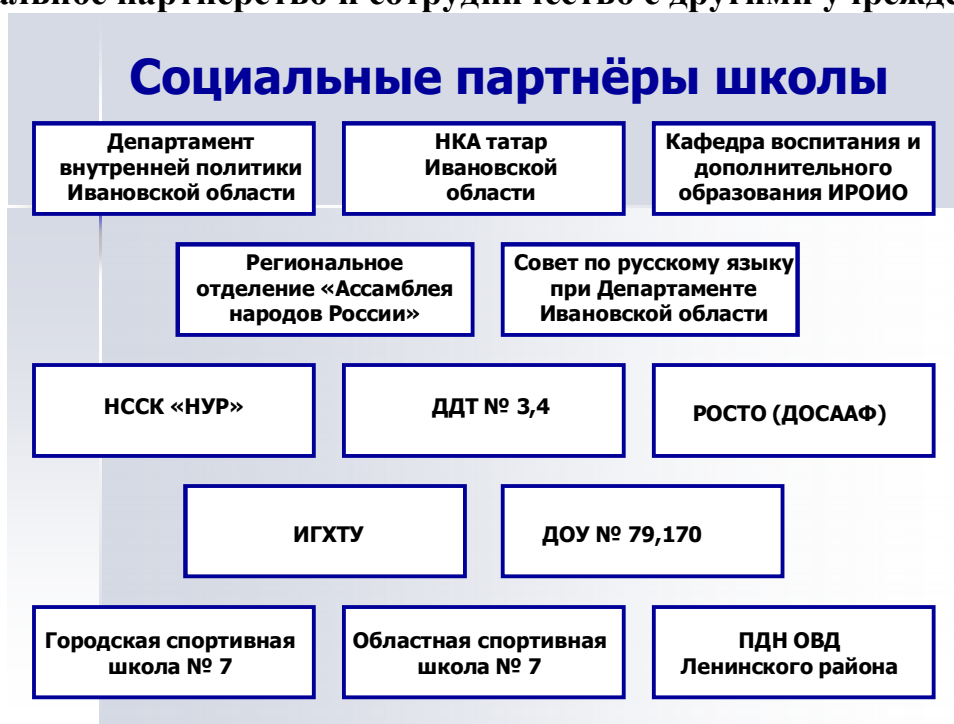 партнерство и сотрудничество с другими
Социальные партнёры школы
Департамент
внутренней политики
Ивановской области
НКА татар
Ивановской
области
Кафедра воспитания и
дополнительного
образования ИРОИО
Региональное
отделение «Ассамблея
народов России»
Совет по русскому языку
при Департаменте
Ивановской области
НССК «НУР»
ДДТ № 3,4
РОСТО (ДОСААФ)
ИГХТУ
ДОУ № 79,170
Городская спортивная
школа № 7
Областная спортивная
школа № 7
ПДН ОВД
Ленинского района